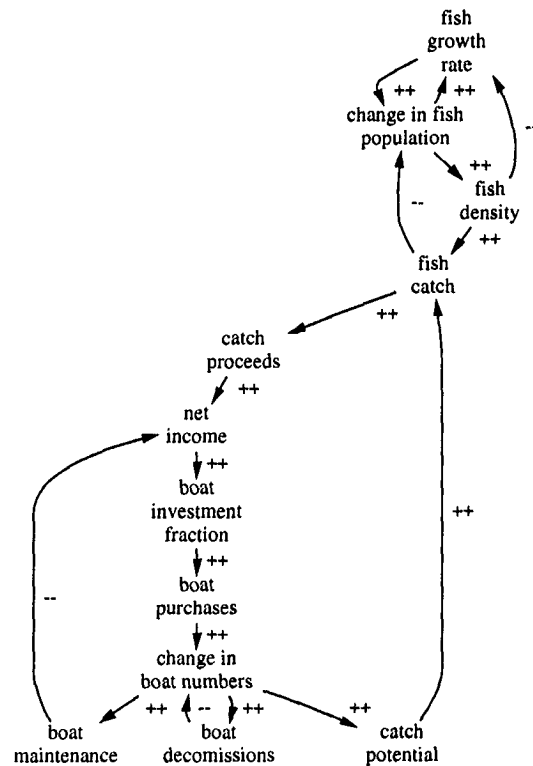 fish
growth
rate
++
++
change in fish
population
--
++
fish
density
--
++
fish
catch
++
catch
proceeds
++
net
income
++
boat
investment
fraction
++
++
boat
purchases
--
++
change in
boat numbers
++
--
++
++
boat
maintenance
boat
decomissions
catch
potential